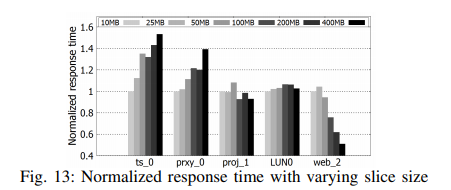 10MB 25MB 50MB 100MB 200MB 400MB
Normalized response time
1.6
1.4
1.2
1
0.8
0.6
0.4
ts_0 prxy_0 proj_1 LUN0 web_2
Fig. 13: Normalized response time with varying slice size